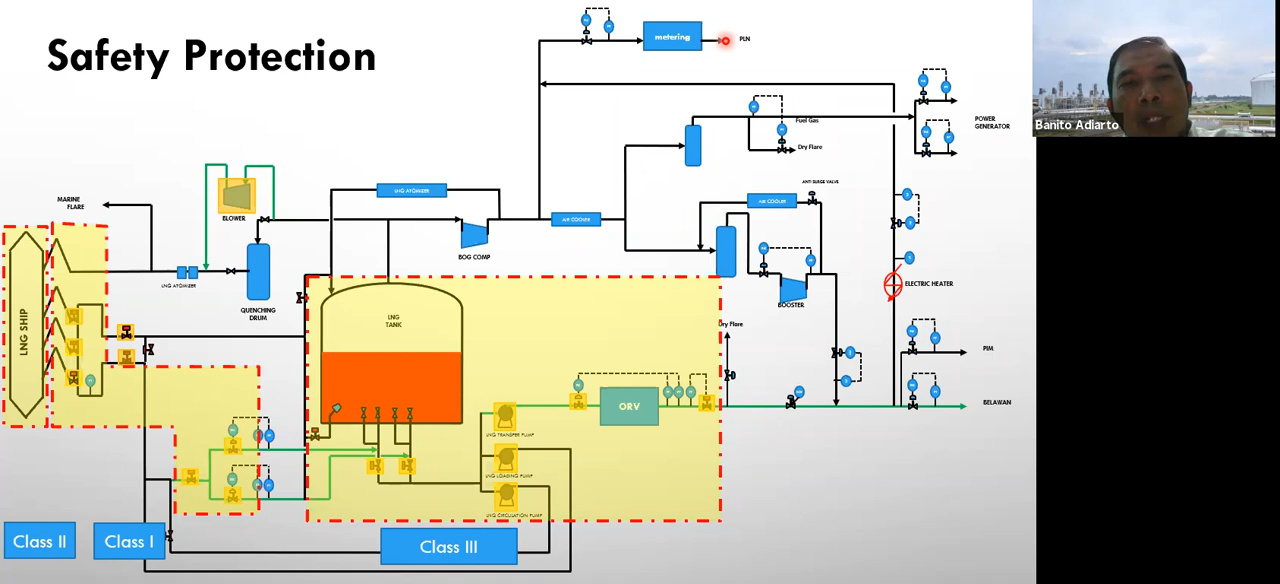 Safety Protection
metering
PLN
Banito Adiarto
POWER
GENERATOR
Fuel Gas
Dry Flare
MARINE
FLARE
BLOWER
LNG ATOMIZER
AIR COOLER
ANTI SURGE VALVE
AIR COOLER
BOG COMP
LNG ATOMIZER
QUENCHING
DRUM
BOOSTER
ELECTRIC HEATER
LNG SHIP
LNG
TANK
Dry Flare
PIM
ORV
BELAWAN
LNG TRANSFER PUMP
LNG LOADING PUMP
LNG CIRCULATION PUMP
Class II
Class I
Class III